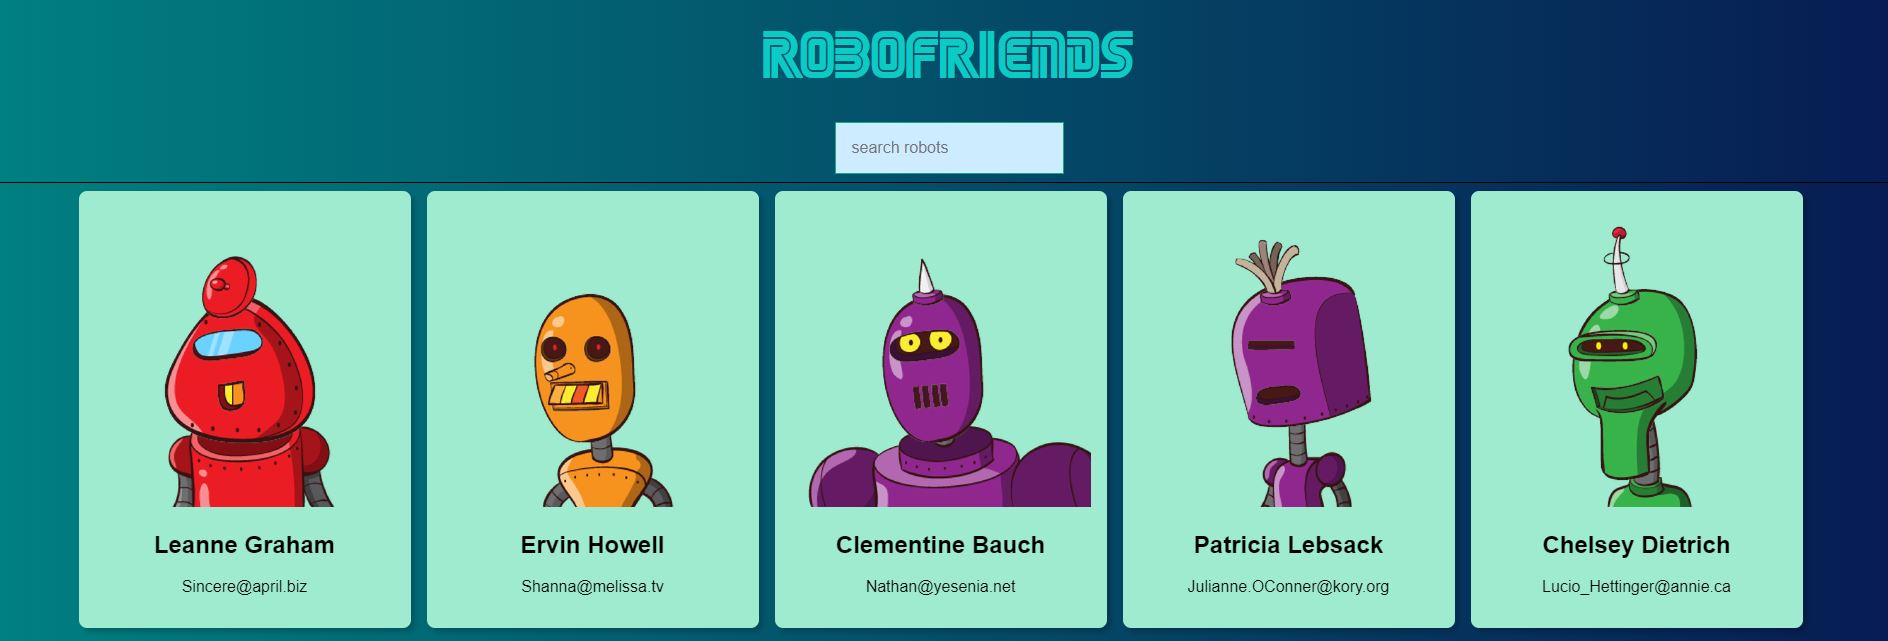 ROBOFRIENDS
search robots
Leanne Graham
Sincere@april.biz
Ervin Howell
Shanna@melissa.tv
Clementine Bauch
Nathan@yesenia.net
Patricia Lebsack
Julianne.OConner@kory.org
Chelsey Dietrich
Lucio_Hettinger@annie.ca